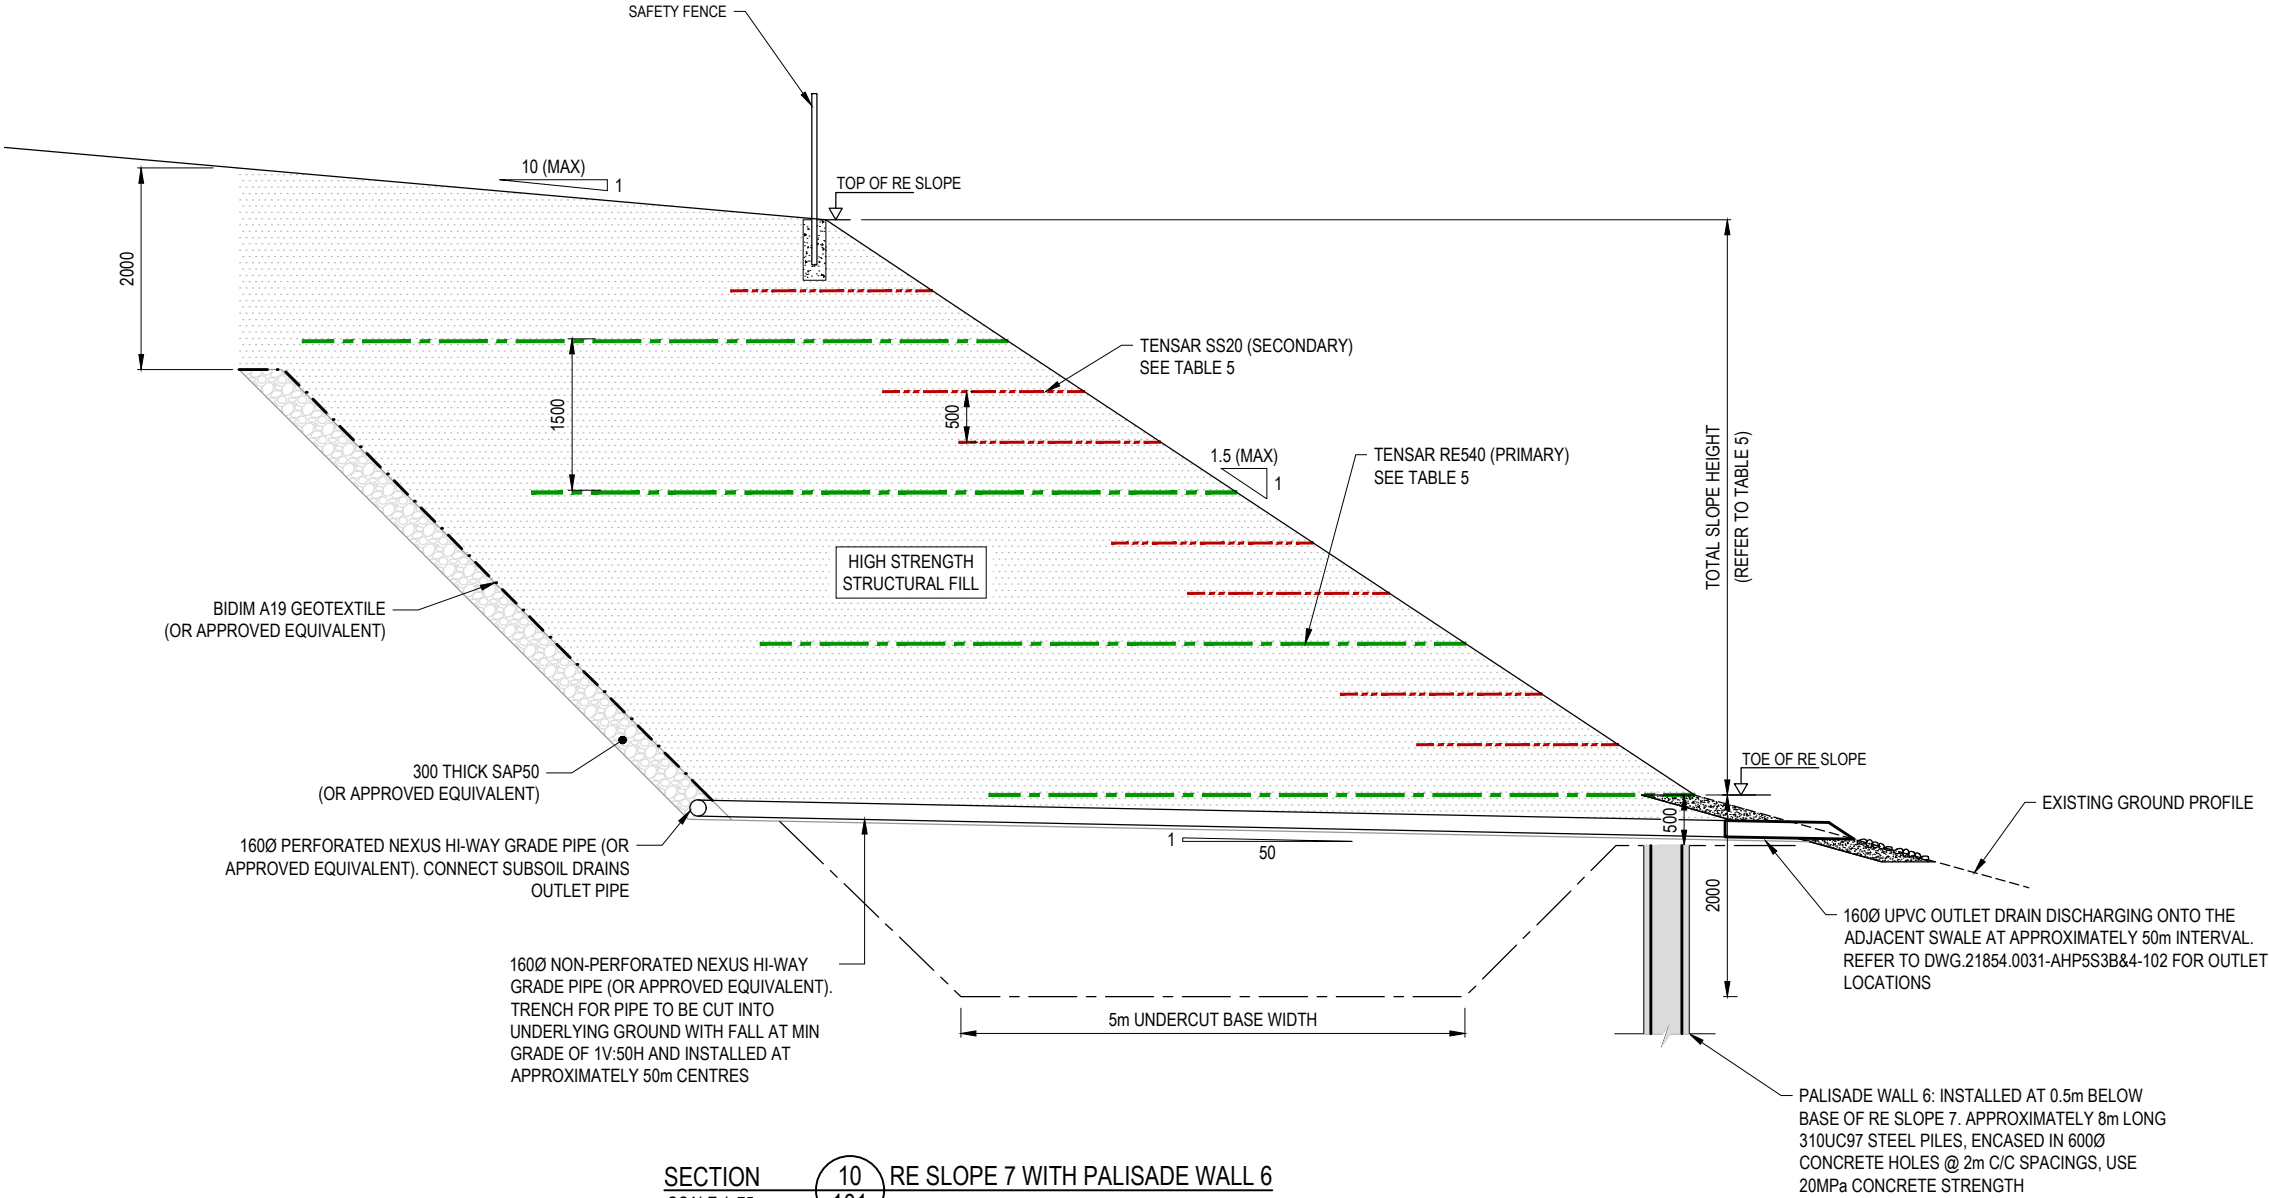 SAFETY FENCE
10 (MAX)
1
TOP OF RE SLOPE
2000
TENSAR SS20 (SECONDARY)
SEE TABLE 5
1500
500
1.5 (MAX)
1
TENSAR RE540 (PRIMARY)
SEE TABLE 5
TOTAL SLOPE HEIGHT
(REFER TO TABLE 5)
HIGH STRENGTH
STRUCTURAL FILL
BIDIM A19 GEOTEXTILE
(OR APPROVED EQUIVALENT)
300 THICK SAP50
(OR APPROVED EQUIVALENT)
TOE OF RE SLOPE
EXISTING GROUND PROFILE
500
1
50
160Ø PERFORATED NEXUS HI-WAY GRADE PIPE (OR
APPROVED EQUIVALENT). CONNECT SUBSOIL DRAINS
OUTLET PIPE
2000
160Ø UPVC OUTLET DRAIN DISCHARGING ONTO THE
ADJACENT SWALE AT APPROXIMATELY 50m INTERVAL.
REFER TO DWG.21854.0031-AHP5S3B&4-102 FOR OUTLET
LOCATIONS
160Ø NON-PERFORATED NEXUS HI-WAY
GRADE PIPE (OR APPROVED EQUIVALENT).
TRENCH FOR PIPE TO BE CUT INTO
UNDERLYING GROUND WITH FALL AT MIN
GRADE OF 1V:50H AND INSTALLED AT
APPROXIMATELY 50m CENTRES
5m UNDERCUT BASE WIDTH
PALISADE WALL 6: INSTALLED AT 0.5m BELOW
BASE OF RE SLOPE 7. APPROXIMATELY 8m LONG
310UC97 STEEL PILES, ENCASED IN 600Ø
CONCRETE HOLES @ 2m C/C SPACINGS, USE
20MPa CONCRETE STRENGTH
SECTION 10 RE SLOPE 7 WITH PALISADE WALL 6